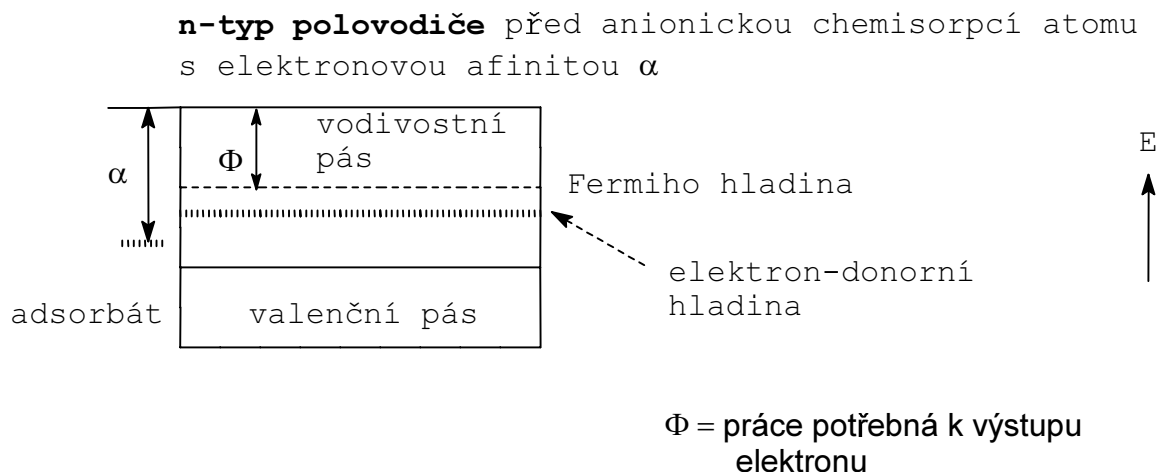 n-typ polovodiče před anionickou chemisorpcí atomu
s elektronovou afinitou α
vodivostní
pás
Φ
α
E
Fermiho hladina
elektron-donorní
hladina
adsorbát
valenční pás
Φ = práce potřebná k výstupu
elektronu